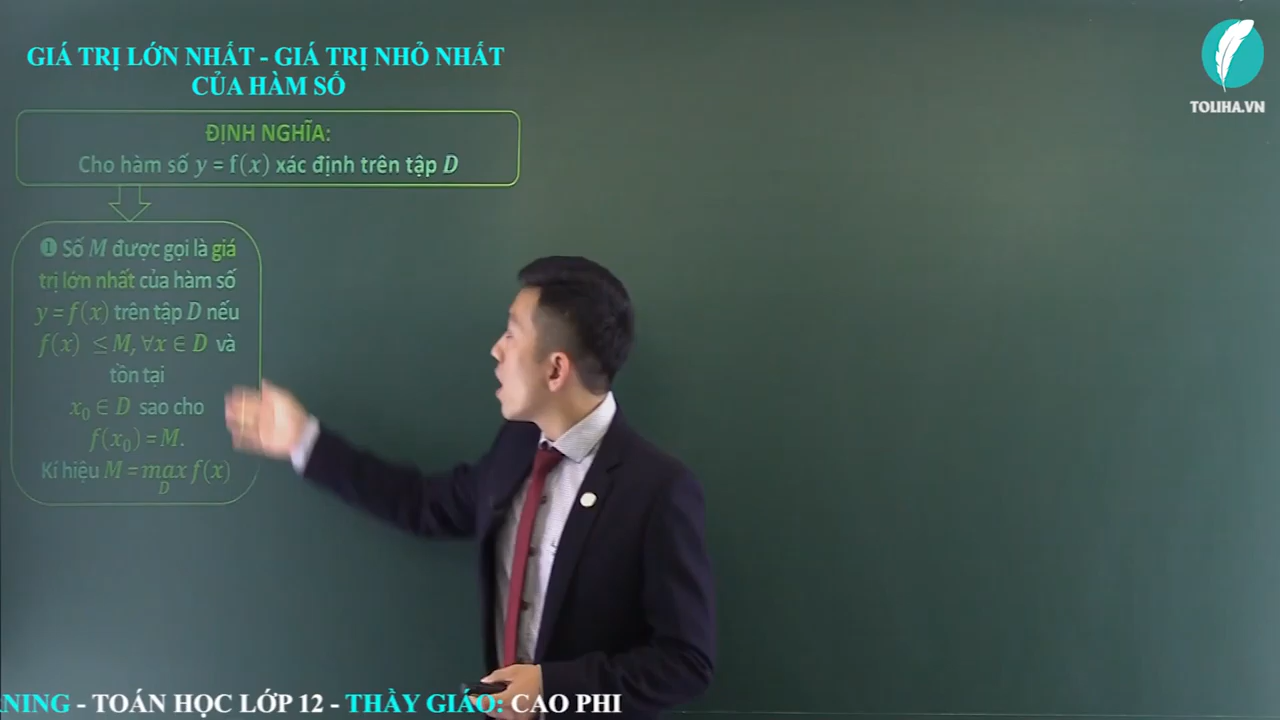 GIÁ TRỊ LỚN NHẤT - GIÁ TRỊ NHỎ NHẤT
CỦA HÀM SỐ
TOLIHA.VN
ĐỊNH NGHĨA:
Cho hàm số y = f(x) xác định trên tập D
❶ Số M được gọi là giá
trị lớn nhất của hàm số
y = f(x) trên tập D nếu
f(x) ≤ M, ∀x ∈ D và
tồn tại
x₀ ∈ D sao cho
f(x₀) = M.
Kí hiệu M = max f(x)
D
RNING - TOÁN HỌC LỚP 12 - THẦY GIÁO: CAO PHI